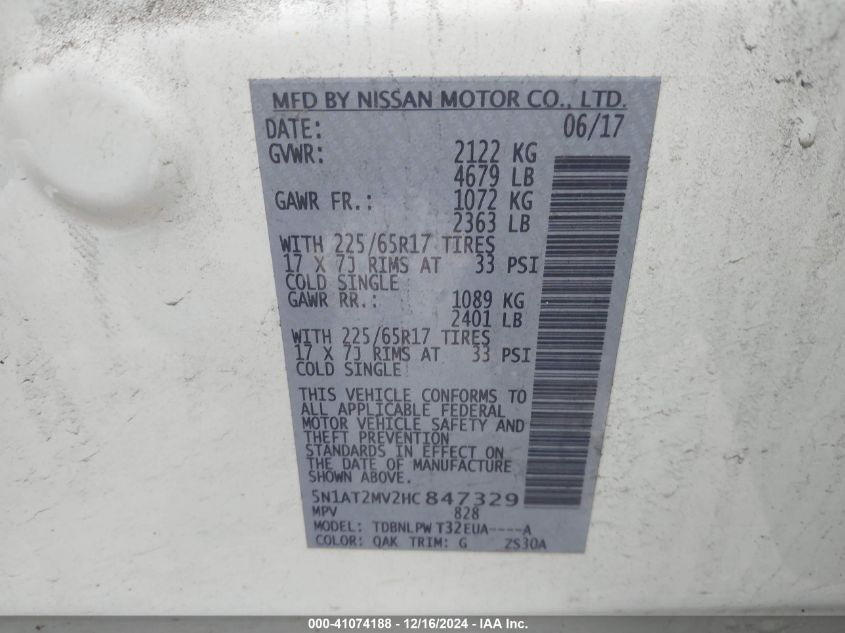 MFD BY NISSAN MOTOR CO., LTD.
DATE: 06/17
GVWR: 2122 KG
4679 LB
GAWR FR.: 1072 KG
2363 LB
WITH 225/65R17 TIRES
17 X 7J RIMS AT 33 PSI
COLD SINGLE
GAWR RR.: 1089 KG
2401 LB
WITH 225/65R17 TIRES
17 X 7J RIMS AT 33 PSI
COLD SINGLE
THIS VEHICLE CONFORMS TO
ALL APPLICABLE FEDERAL
MOTOR VEHICLE SAFETY AND
THEFT PREVENTION
STANDARDS IN EFFECT ON
THE DATE OF MANUFACTURE
SHOWN ABOVE.
5N1AT2MV2HC847329
MPV 828
MODEL: TDBNLPW T32EUA----A
COLOR: QAK TRIM: G ZS30A
000-41074188 - 12/16/2024 - IAA Inc.